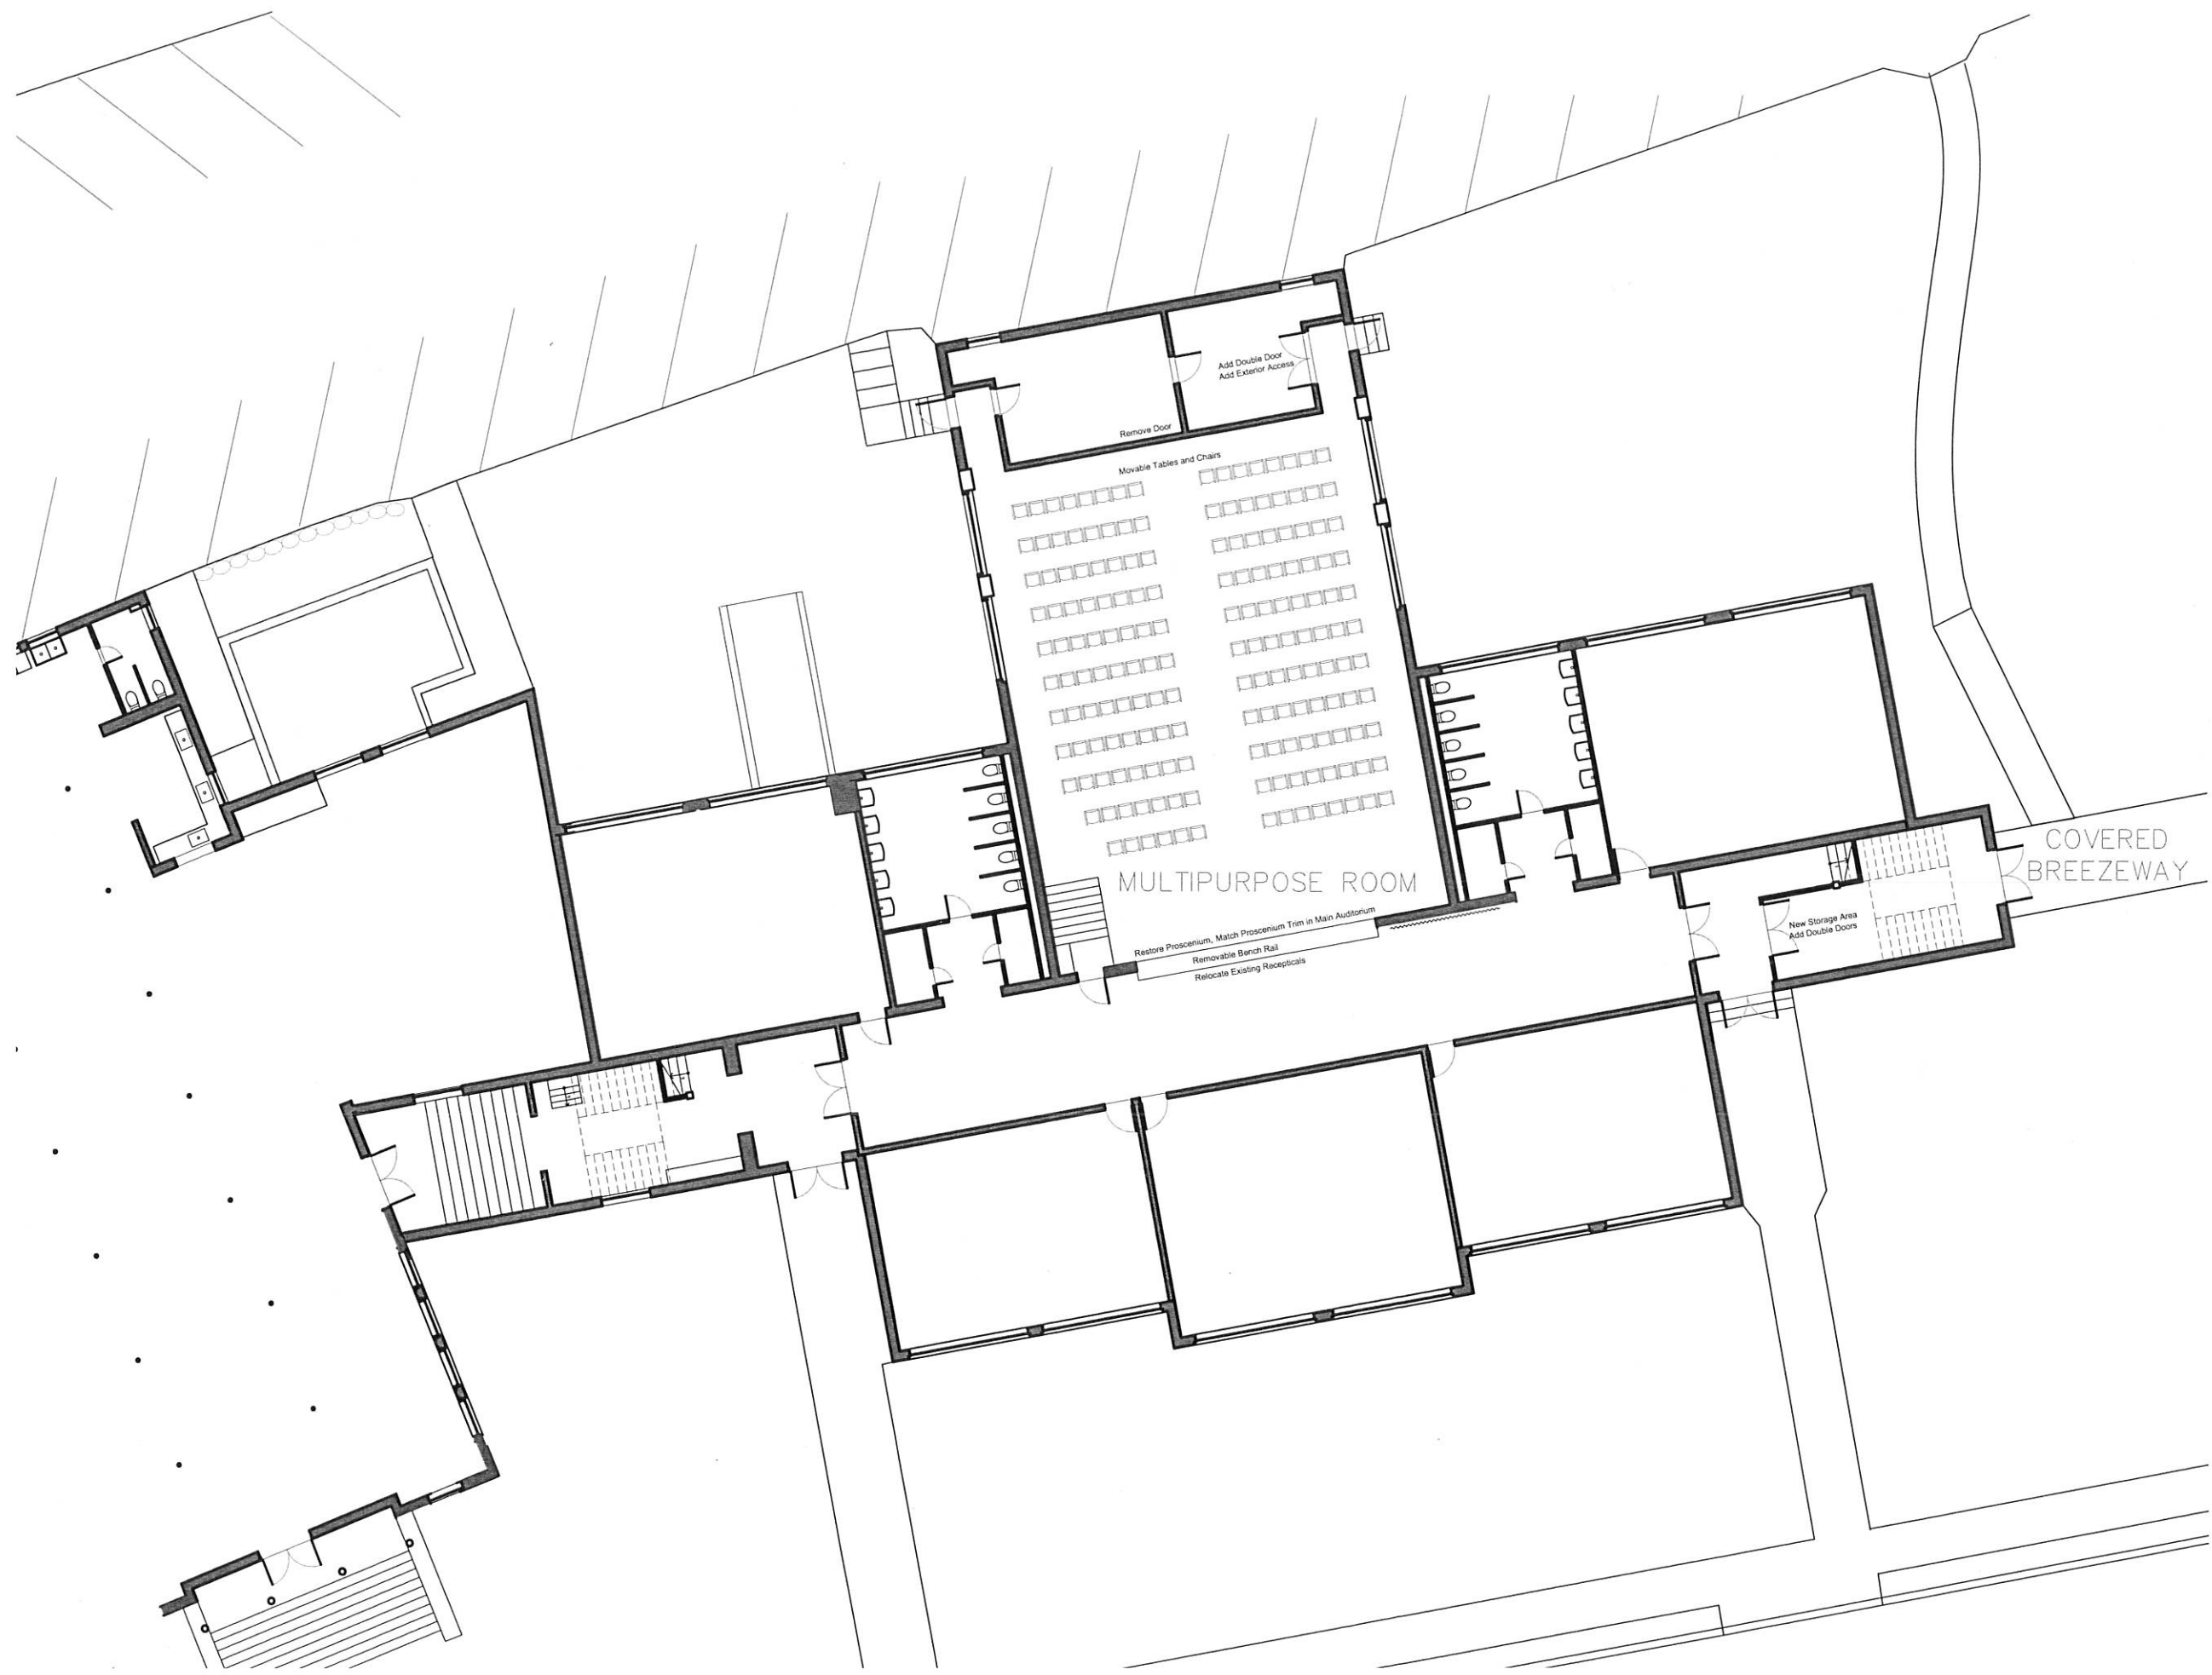 Add Double Door
Add Exterior Access
Remove Door
Movable Tables and Chairs
MULTIPURPOSE ROOM
Restore Proscenium, Match Proscenium Trim in Main Auditorium
Removable Bench Rail
Relocate Existing Recepticals
COVERED
BREEZEWAY
New Storage Area
Add Double Doors